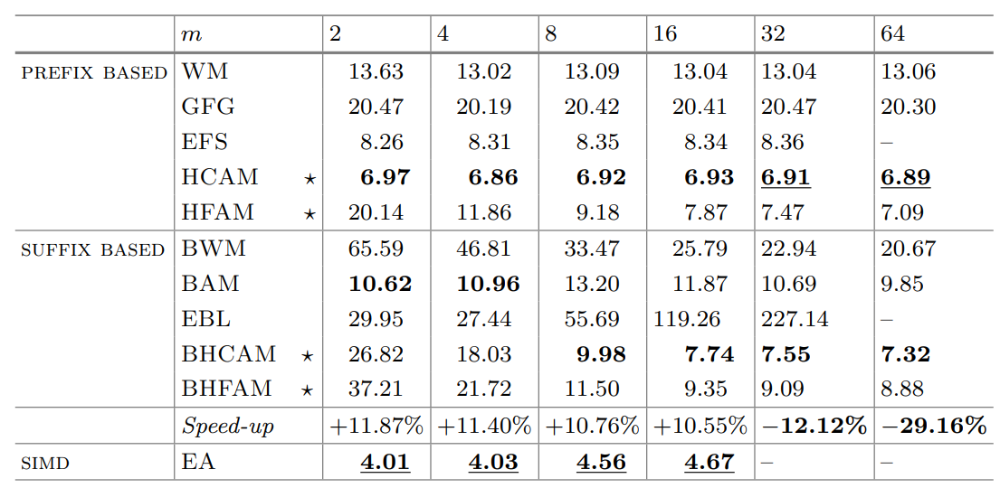 m 2 4 8 16 32 64
PREFIX BASED WM 13.63 13.02 13.09 13.04 13.04 13.06
GFG 20.47 20.19 20.42 20.41 20.47 20.30
EFS 8.26 8.31 8.35 8.34 8.36 –
HCAM ⋆ 6.97 6.86 6.92 6.93 6.91 6.89
HFAM ⋆ 20.14 11.86 9.18 7.87 7.47 7.09
SUFFIX BASED BWM 65.59 46.81 33.47 25.79 22.94 20.67
BAM 10.62 10.96 13.20 11.87 10.69 9.85
EBL 29.95 27.44 55.69 119.26 227.14 –
BHCAM ⋆ 26.82 18.03 9.98 7.74 7.55 7.32
BHFAM ⋆ 37.21 21.72 11.50 9.35 9.09 8.88
Speed-up +11.87% +11.40% +10.76% +10.55% −12.12% −29.16%
SIMD EA 4.01 4.03 4.56 4.67 – –